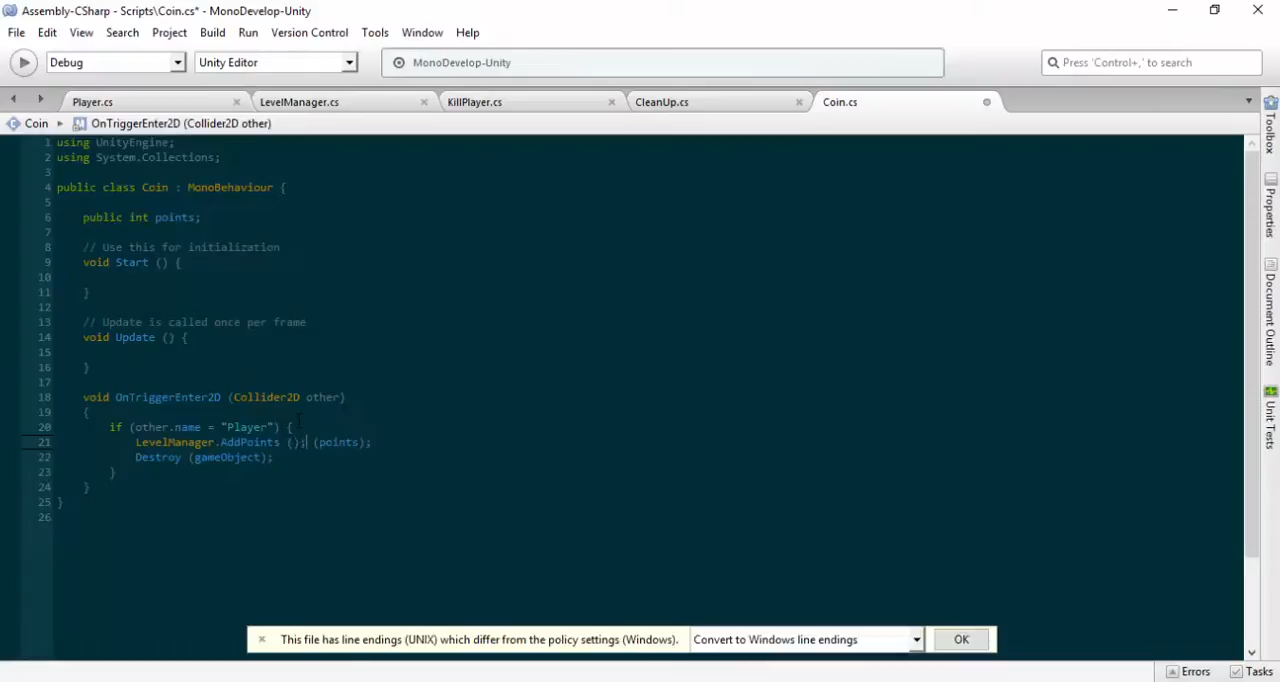 Assembly-CSharp - Scripts\Coin.cs* - MonoDevelop-Unity
File Edit View Search Project Build Run Version Control Tools Window Help
Debug Unity Editor MonoDevelop-Unity Press 'Control+,' to search
Player.cs LevelManager.cs KillPlayer.cs CleanUp.cs Coin.cs
Coin OnTriggerEnter2D (Collider2D other)
1 using UnityEngine;
2 using System.Collections;
3
4 public class Coin : MonoBehaviour {
5
6 public int points;
7
8 // Use this for initialization
9 void Start () {
10
11 }
12
13 // Update is called once per frame
14 void Update () {
15
16 }
17
18 void OnTriggerEnter2D (Collider2D other)
19 {
20 if (other.name = "Player") {
21 LevelManager.AddPoints (); (points);
22 Destroy (gameObject);
23 }
24 }
25 }
26
Toolbox
Properties
Document Outline
Unit Tests
This file has line endings (UNIX) which differ from the policy settings (Windows). Convert to Windows line endings OK
Errors Tasks